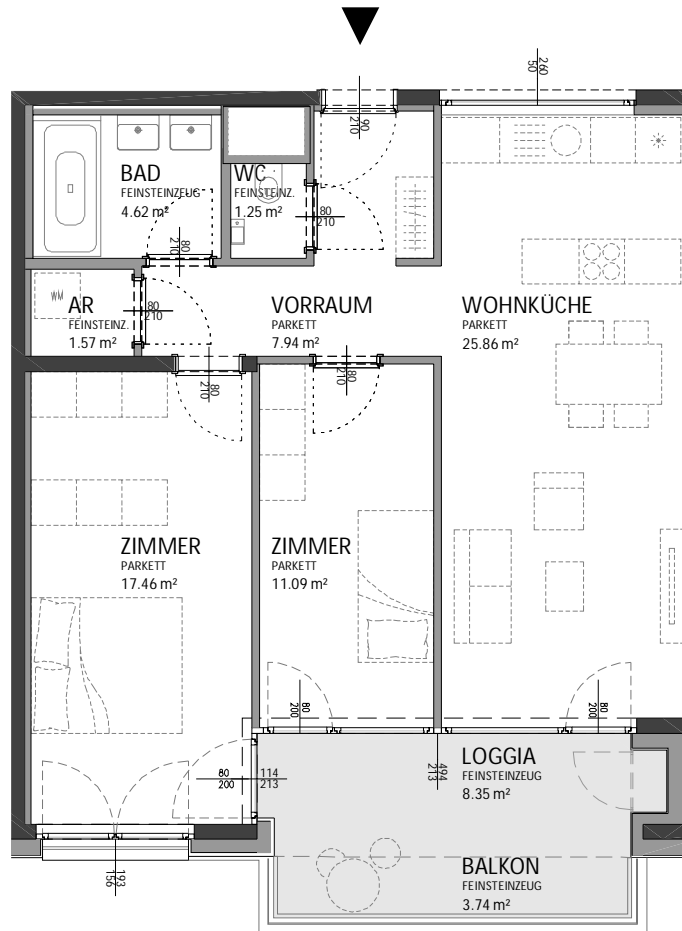 260
50
90
210
BAD
FEINSTEINZEUG
4.62 m²
WC
FEINSTEINZ.
1.25 m²
80
210
80
210
AR
FEINSTEINZ.
1.57 m²
80
210
VORRAUM
PARKETT
7.94 m²
WOHNKÜCHE
PARKETT
25.86 m²
80
210
80
210
ZIMMER
PARKETT
17.46 m²
ZIMMER
PARKETT
11.09 m²
80
200
80
200
80
200
114
213
494
213
LOGGIA
FEINSTEINZEUG
8.35 m²
BALKON
FEINSTEINZEUG
3.74 m²
193
156